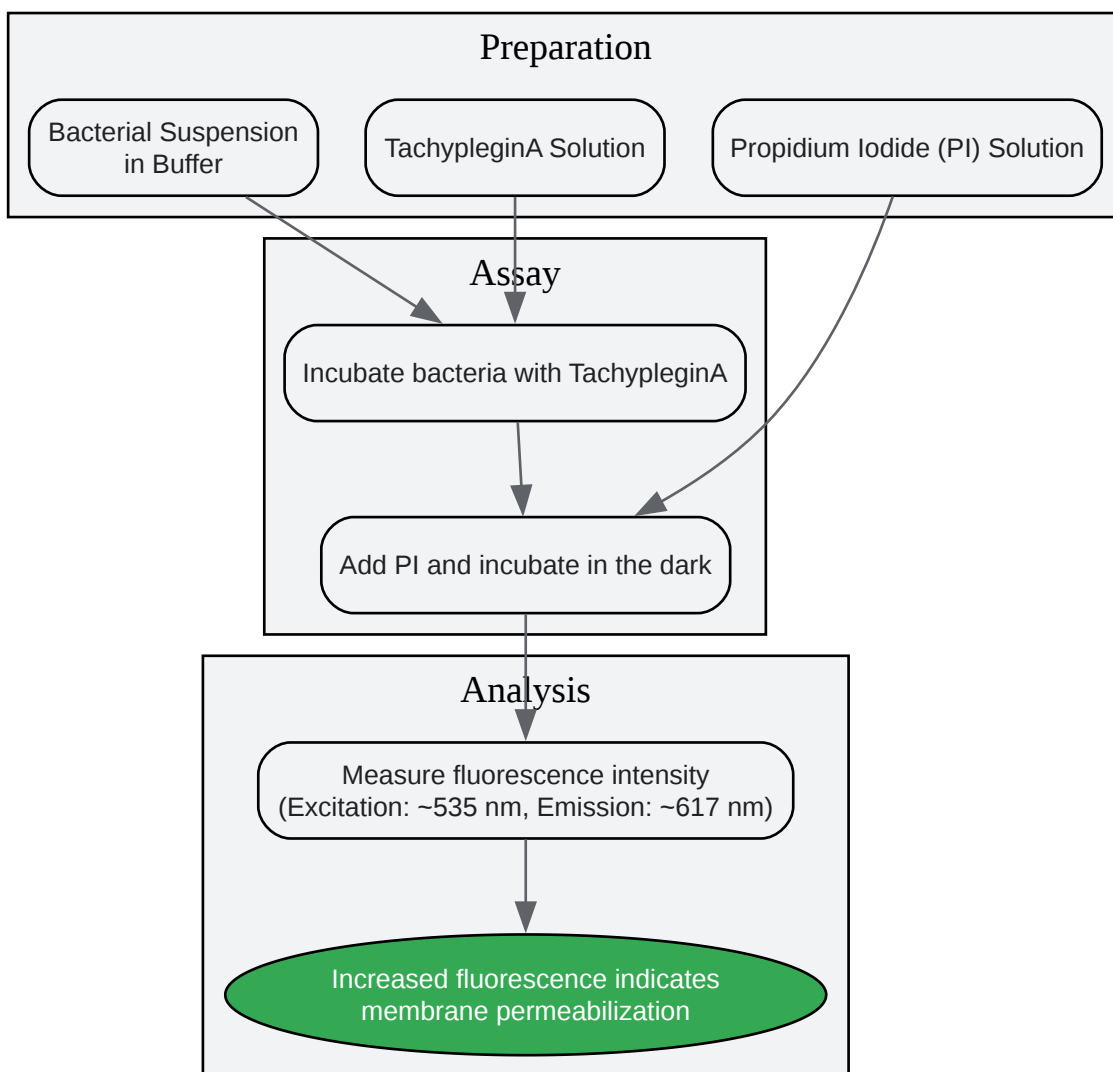 Preparation
Bacterial Suspension
in Buffer
TachypleginA Solution
Propidium Iodide (PI) Solution
Assay
Incubate bacteria with TachypleginA
Add PI and incubate in the dark
Analysis
Measure fluorescence intensity
(Excitation: ~535 nm, Emission: ~617 nm)
Increased fluorescence indicates
membrane permeabilization